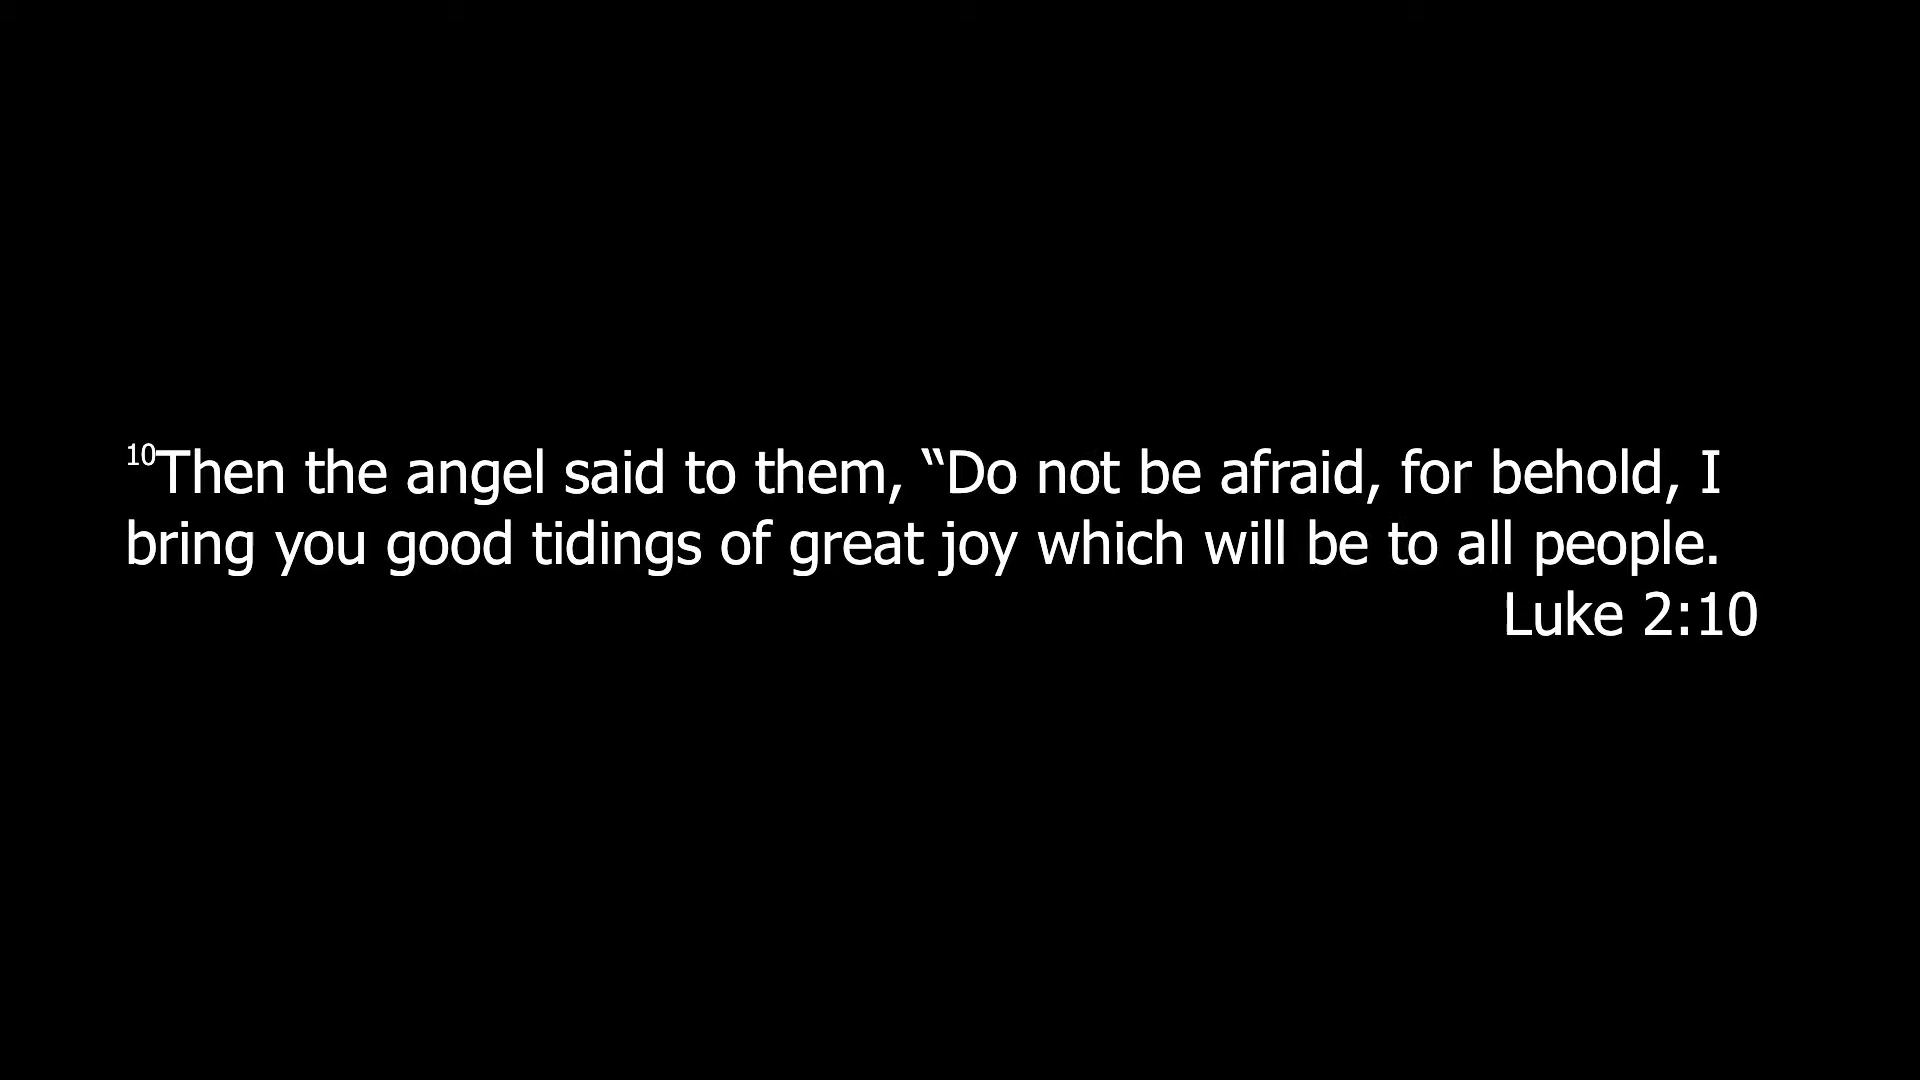 10Then the angel said to them, “Do not be afraid, for behold, I
bring you good tidings of great joy which will be to all people.
Luke 2:10